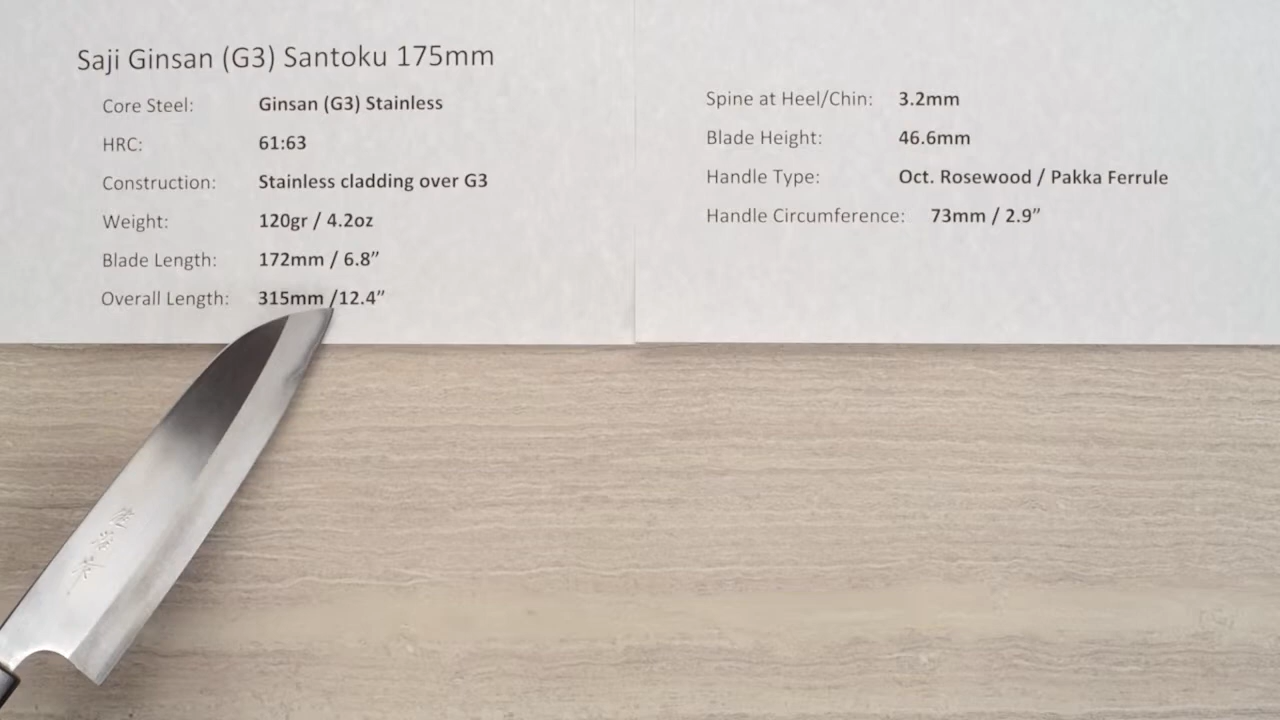 Saji Ginsan (G3) Santoku 175mm
Core Steel: Ginsan (G3) Stainless
HRC: 61:63
Construction: Stainless cladding over G3
Weight: 120gr / 4.2oz
Blade Length: 172mm / 6.8”
Overall Length: 315mm /12.4”
Spine at Heel/Chin: 3.2mm
Blade Height: 46.6mm
Handle Type: Oct. Rosewood / Pakka Ferrule
Handle Circumference: 73mm / 2.9”